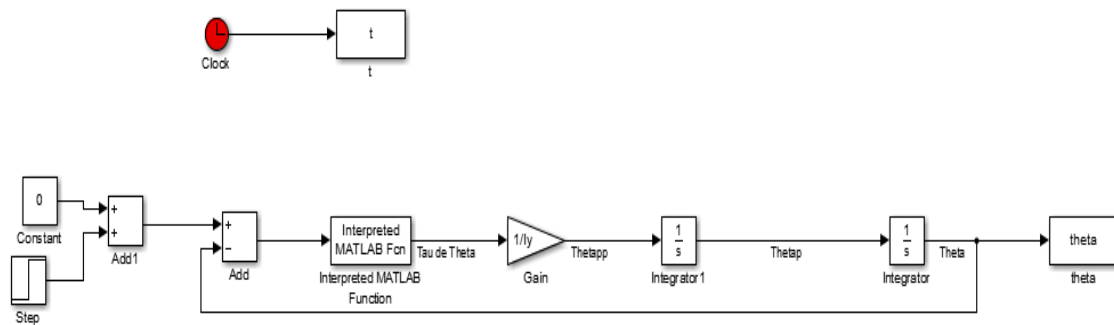 t
Clock
t
0
Constant
+
+
Add1
Step
+
−
Add
Interpreted
MATLAB Fcn
Interpreted MATLAB
Function
Tau de Theta
1/Iy
Gain
Thetapp
1
s
Integrator1
Thetap
1
s
Integrator
Theta
theta
theta